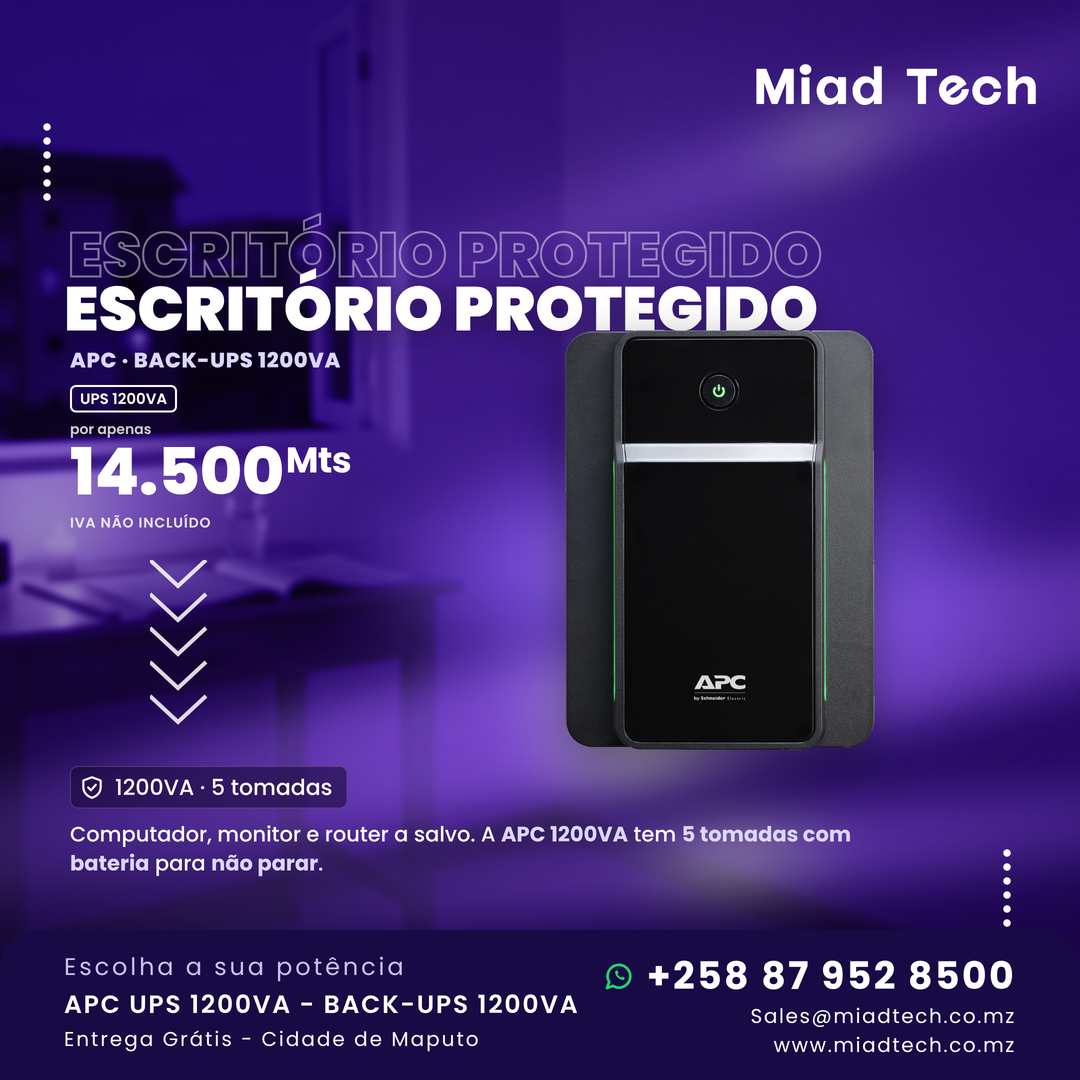 Miad Tech
ESCRITÓRIO PROTEGIDO
ESCRITÓRIO PROTEGIDO
APC · BACK-UPS 1200VA
UPS 1200VA
por apenas
14.500Mts
IVA NÃO INCLUÍDO
APC
by Schneider Electric
1200VA · 5 tomadas
Computador, monitor e router a salvo. A APC 1200VA tem 5 tomadas com
bateria para não parar.
Escolha a sua potência
APC UPS 1200VA - BACK-UPS 1200VA
Entrega Grátis - Cidade de Maputo
+258 87 952 8500
Sales@miadtech.co.mz
www.miadtech.co.mz